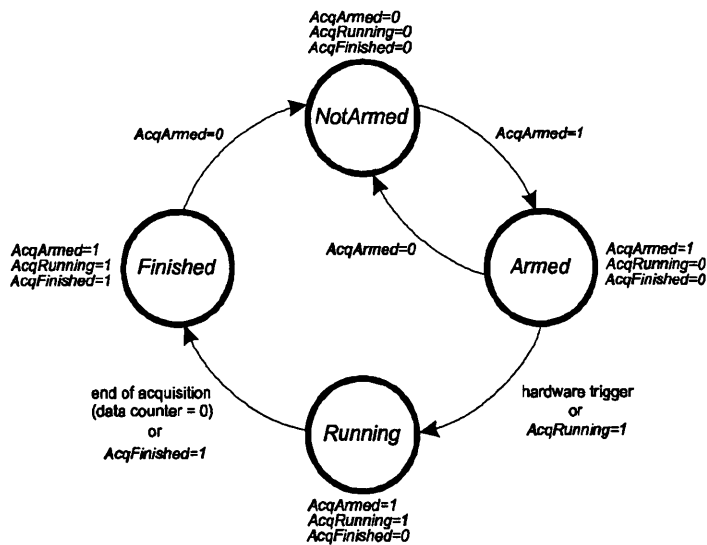 AcqArmed=0
AcqRunning=0
AcqFinished=0
NotArmed
AcqArmed=0
AcqArmed=1
AcqArmed=0
AcqArmed=1
AcqRunning=1
AcqFinished=1
Finished
Armed
AcqArmed=1
AcqRunning=0
AcqFinished=0
end of acquisition
(data counter = 0)
or
AcqFinished=1
hardware trigger
or
AcqRunning=1
Running
AcqArmed=1
AcqRunning=1
AcqFinished=0